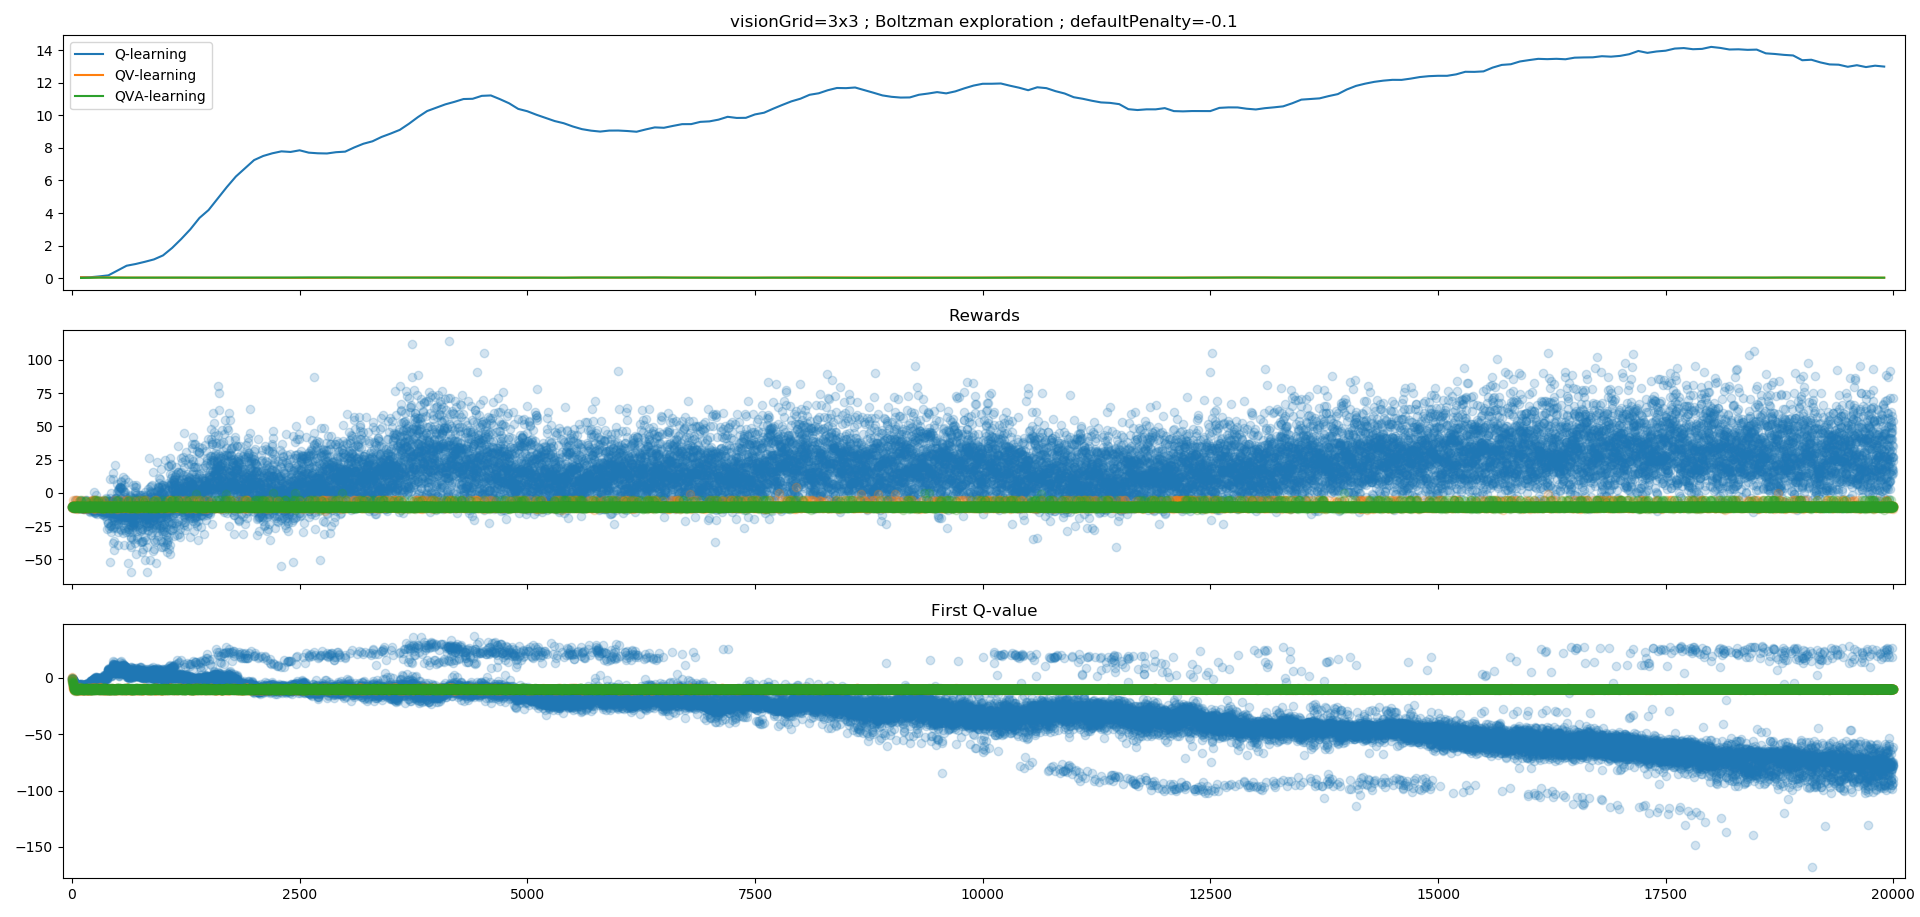 visionGrid=3x3 ; Boltzman exploration ; defaultPenalty=-0.1
14
12
10
8
6
4
2
0
Q-learning
QV-learning
QVA-learning
Rewards
100
75
50
25
0
−25
−50
First Q-value
0
−50
−100
−150
0 2500 5000 7500 10000 12500 15000 17500 20000